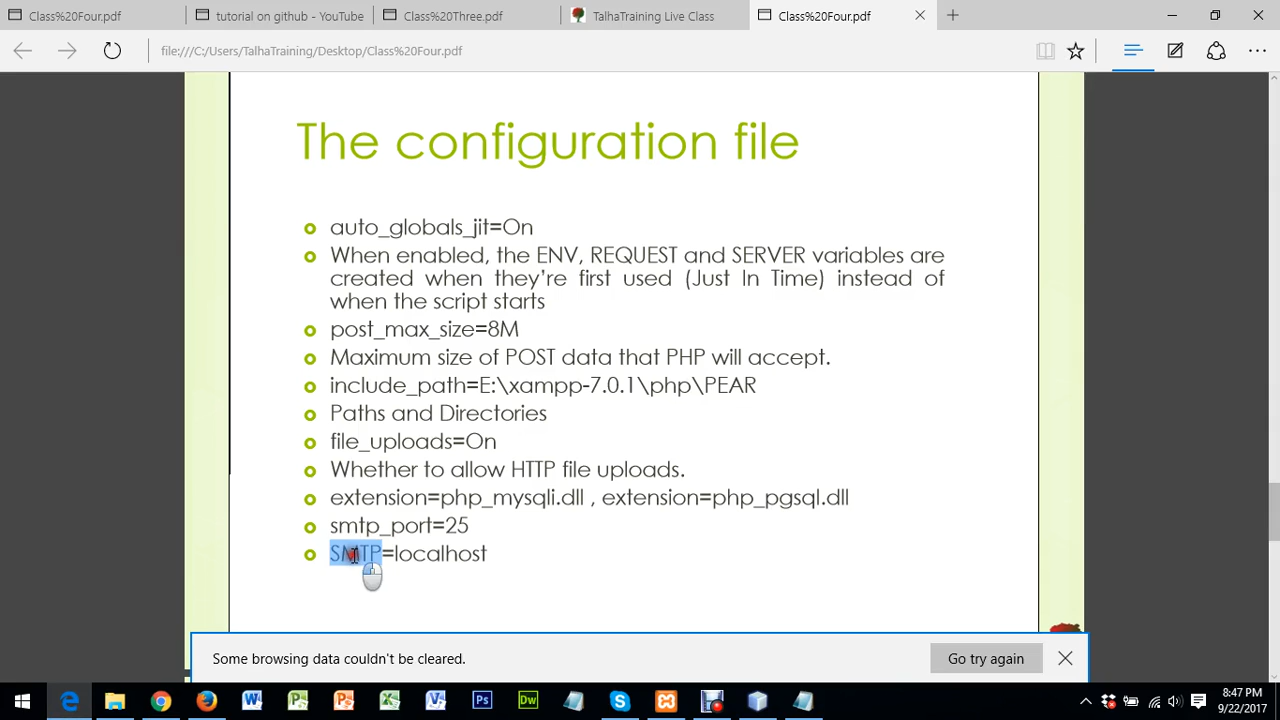 Class%20Four.pdf
tutorial on github - YouTube
Class%20Three.pdf
TalhaTraining Live Class
Class%20Four.pdf
file:///C:/Users/TalhaTraining/Desktop/Class%20Four.pdf
The configuration file
auto_globals_jit=On
When enabled, the ENV, REQUEST and SERVER variables are
created when they're first used (Just In Time) instead of
when the script starts
post_max_size=8M
Maximum size of POST data that PHP will accept.
include_path=E:\xampp-7.0.1\php\PEAR
Paths and Directories
file_uploads=On
Whether to allow HTTP file uploads.
extension=php_mysqli.dll , extension=php_pgsql.dll
smtp_port=25
SMTP=localhost
Some browsing data couldn't be cleared.
Go try again
8:47 PM
9/22/2017